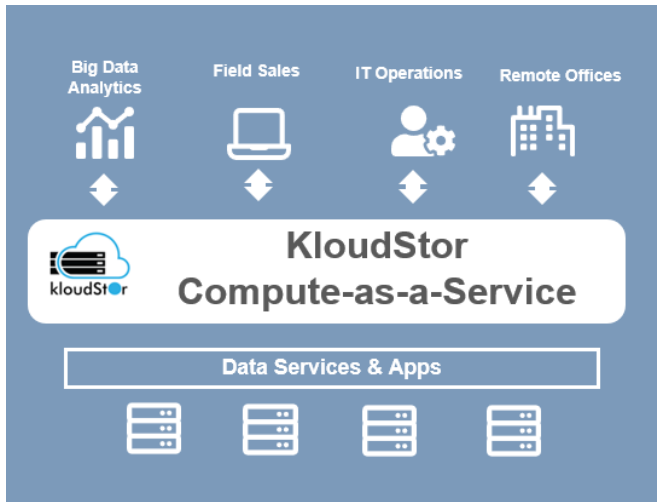 Big Data
Analytics
Field Sales
IT Operations
Remote Offices
kloudStor
KloudStor
Compute-as-a-Service
Data Services & Apps